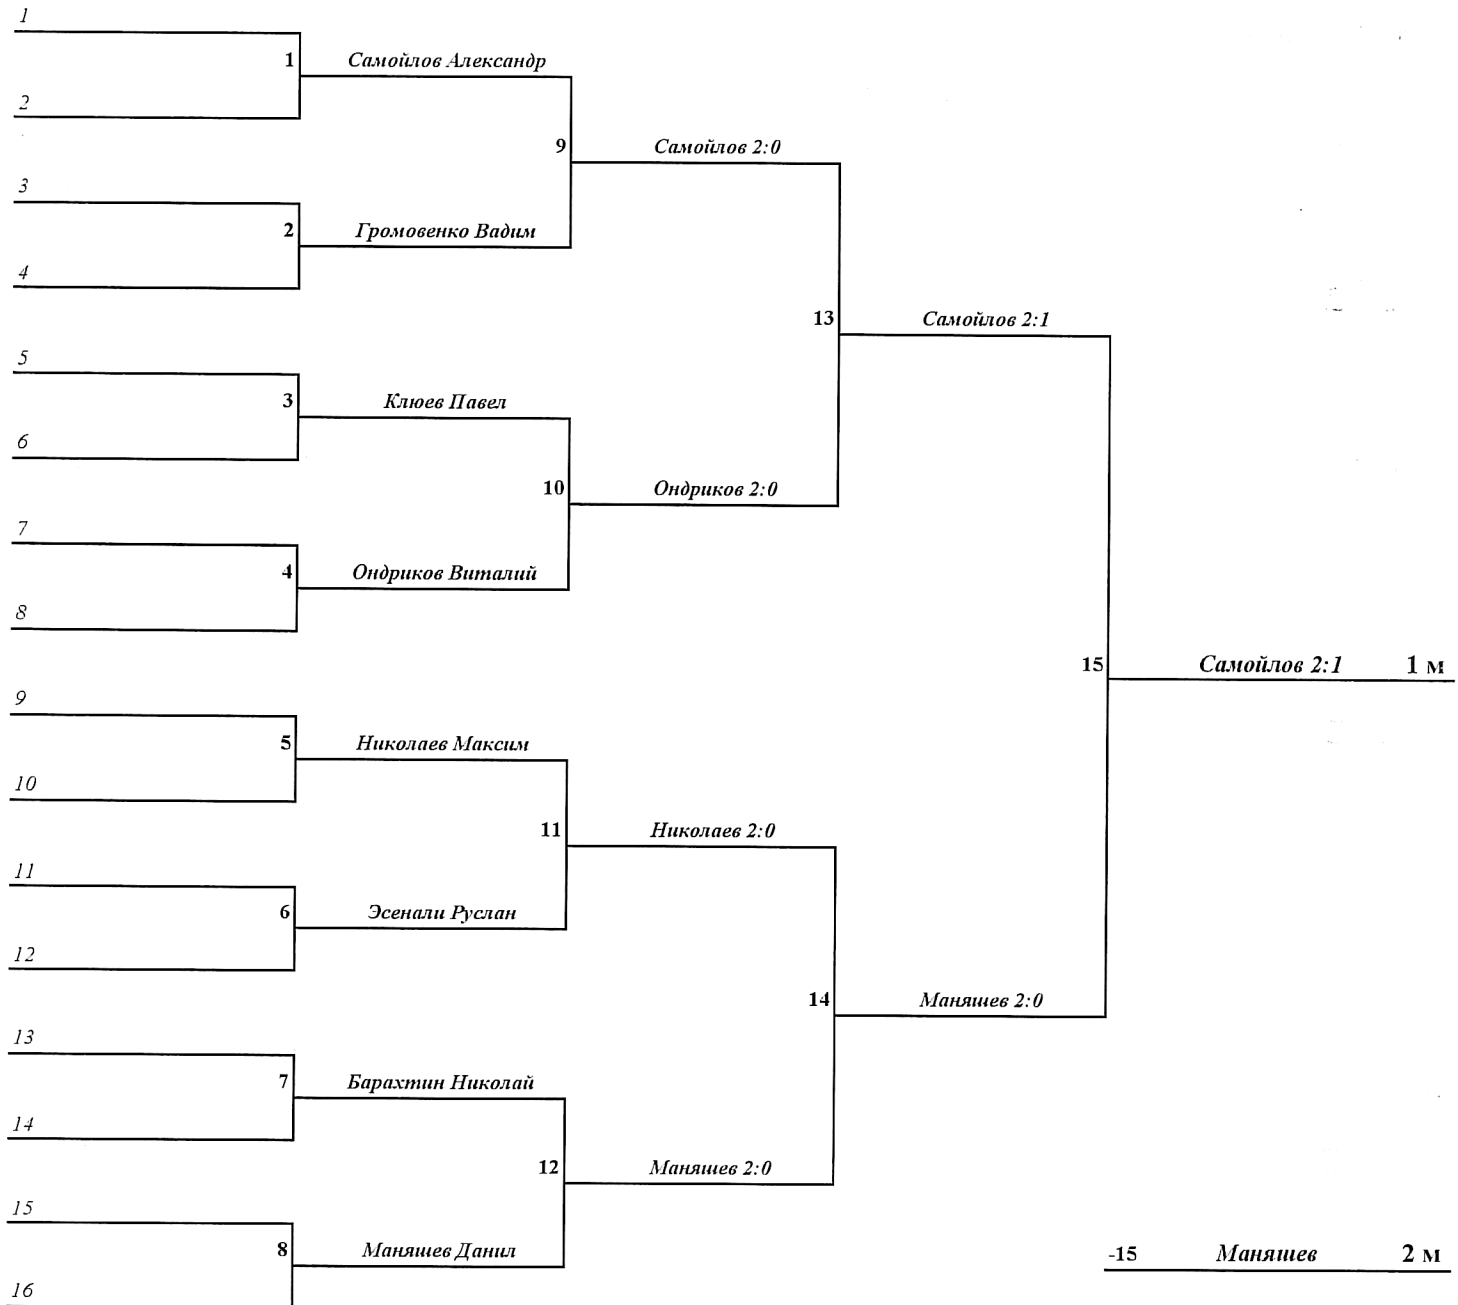 1
1 Самойлов Александр
2
9 Самойлов 2:0
3
2 Громовенко Вадим
4
13 Самойлов 2:1
5
3 Клюев Павел
6
10 Ондриков 2:0
7
4 Ондриков Виталий
8
15 Самойлов 2:1 1 м
9
5 Николаев Максим
10
11 Николаев 2:0
11
6 Эсенали Руслан
12
14 Маняшев 2:0
13
7 Барахтин Николай
14
12 Маняшев 2:0
15
8 Маняшев Данил
-15 Маняшев 2 м
16